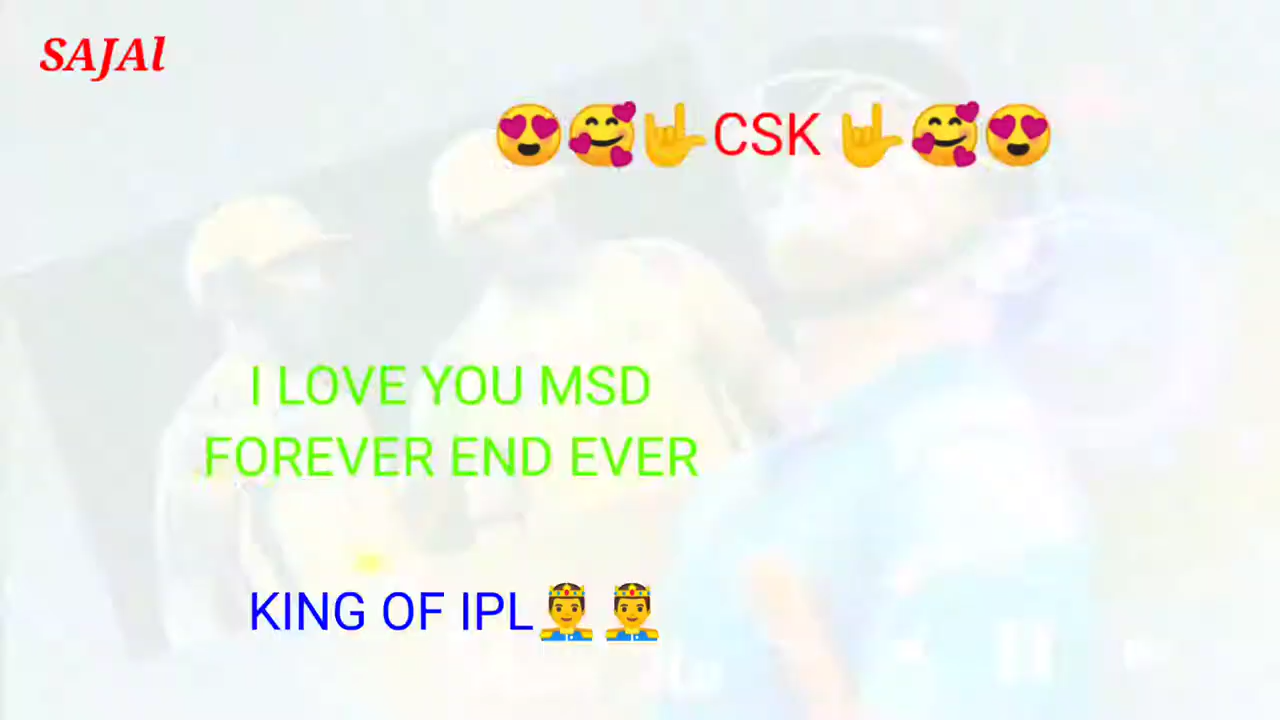 SAJAl
😍🥰🤟CSK🤟🥰😍
I LOVE YOU MSD
FOREVER END EVER
KING OF IPL🤴🤴